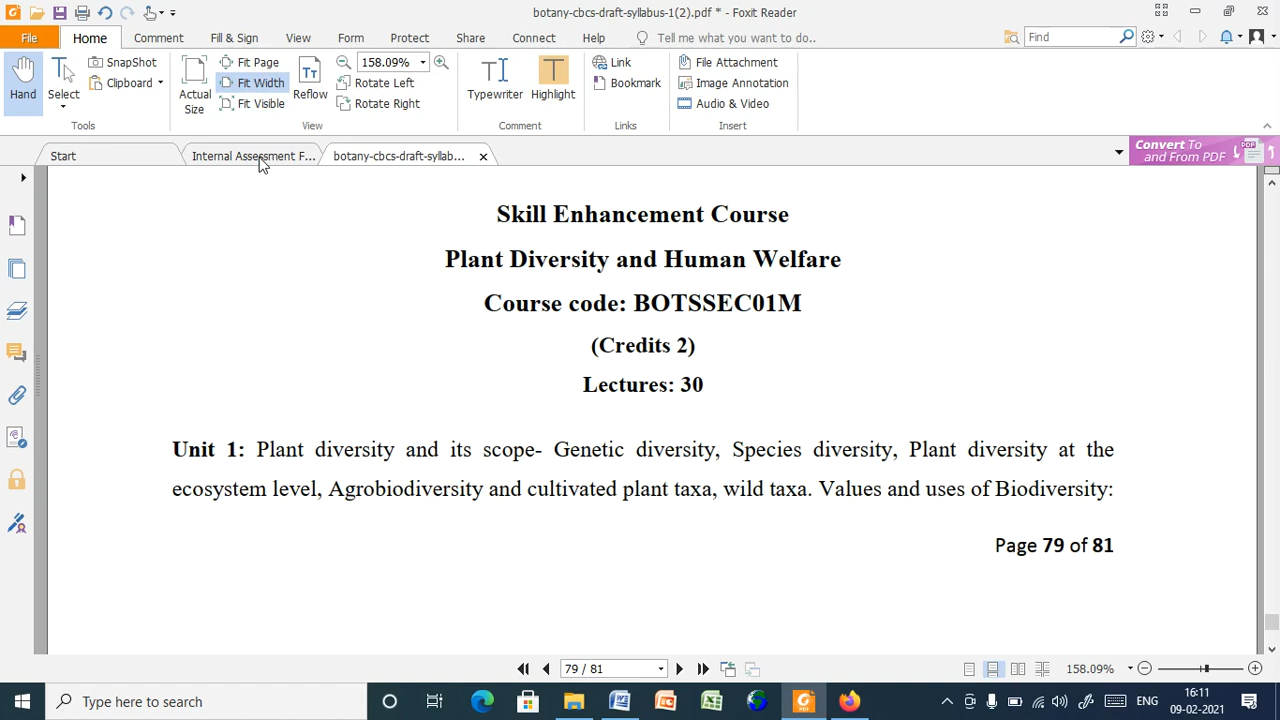 botany-cbcs-draft-syllabus-1(2).pdf * - Foxit Reader
File Home Comment Fill & Sign View Form Protect Share Connect Help Tell me what you want to do.. Find
Hand
Select
SnapShot
Clipboard
Tools
Actual Size
Fit Page
Fit Width
Fit Visible
Reflow
158.09%
Rotate Left
Rotate Right
View
Typewriter
Highlight
Comment
Link
Bookmark
Links
File Attachment
Image Annotation
Audio & Video
Insert
Start Internal Assessment F... botany-cbcs-draft-syllab...
Convert To and From PDF
PDF
Skill Enhancement Course
Plant Diversity and Human Welfare
Course code: BOTSSEC01M
(Credits 2)
Lectures: 30
Unit 1: Plant diversity and its scope- Genetic diversity, Species diversity, Plant diversity at the
ecosystem level, Agrobiodiversity and cultivated plant taxa, wild taxa. Values and uses of Biodiversity:
Page 79 of 81
79 / 81 158.09%
Type here to search
ENG
16:11
09-02-2021